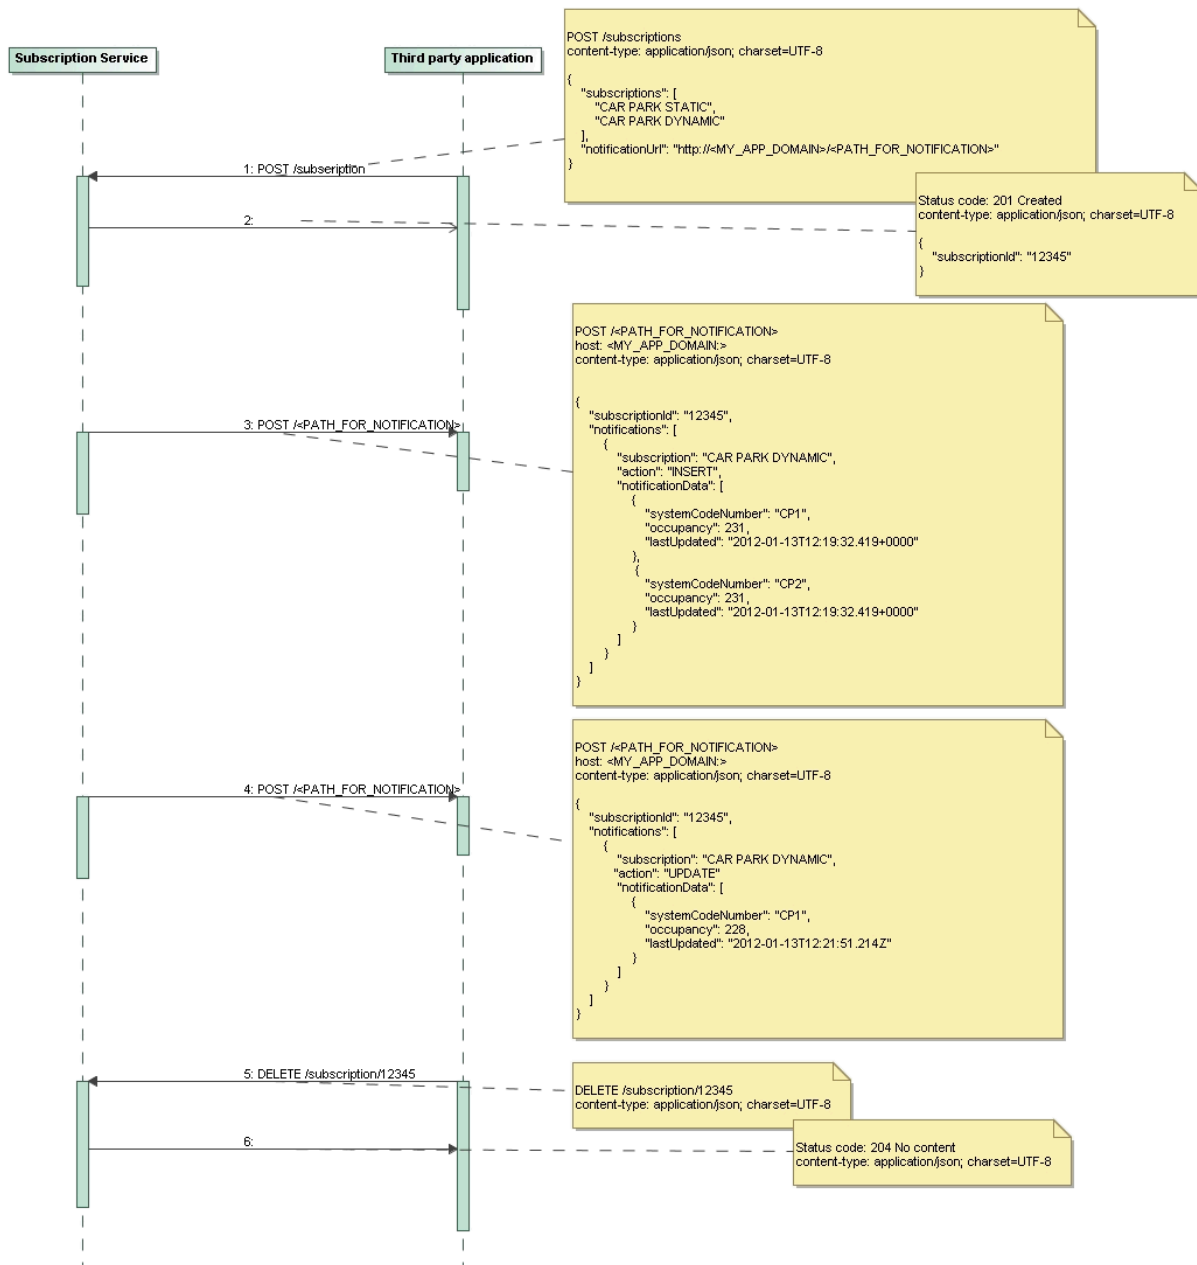 Subscription Service
Third party application
POST /subscriptions
content-type: application/json; charset=UTF-8
{
"subscriptions": [
"CAR PARK STATIC",
"CAR PARK DYNAMIC"
],
"notificationUrl": "http://<MY_APP_DOMAIN>/<PATH_FOR_NOTIFICATION>"
}
1: POST /subseription
2:
Status code: 201 Created
content-type: application/json; charset=UTF-8
{
"subscriptionId": "12345"
}
POST /<PATH_FOR_NOTIFICATION>
host: <MY_APP_DOMAIN:>
content-type: application/json; charset=UTF-8
{
"subscriptionId": "12345",
"notifications": [
{
"subscription": "CAR PARK DYNAMIC",
"action": "INSERT",
"notificationData": [
{
"systemCodeNumber": "CP1",
"occupancy": 231,
"lastUpdated": "2012-01-13T12:19:32.419+0000"
},
{
"systemCodeNumber": "CP2",
"occupancy": 231,
"lastUpdated": "2012-01-13T12:19:32.419+0000"
}
]
}
]
}
3: POST /<PATH_FOR_NOTIFICATION>
POST /<PATH_FOR_NOTIFICATION>
host: <MY_APP_DOMAIN:>
content-type: application/json; charset=UTF-8
{
"subscriptionId": "12345",
"notifications": [
{
"subscription": "CAR PARK DYNAMIC",
"action": "UPDATE"
"notificationData": [
{
"systemCodeNumber": "CP1",
"occupancy": 228,
"lastUpdated": "2012-01-13T12:21:51.214Z"
}
]
}
]
}
4: POST /<PATH_FOR_NOTIFICATION>
5: DELETE /subscription/12345
DELETE /subscription/12345
content-type: application/json; charset=UTF-8
6:
Status code: 204 No content
content-type: application/json; charset=UTF-8